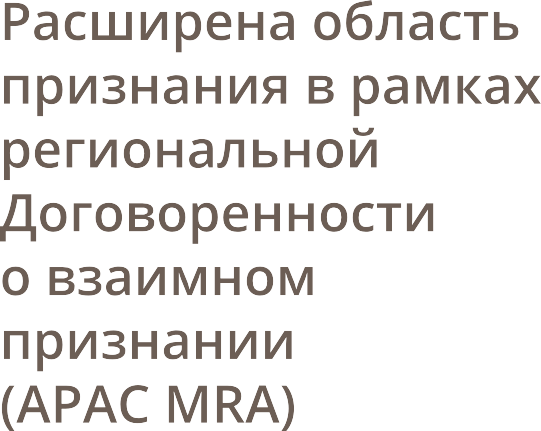 Расширена область
признания в рамках
региональной
Договоренности
о взаимном
признании
(APAC MRA)